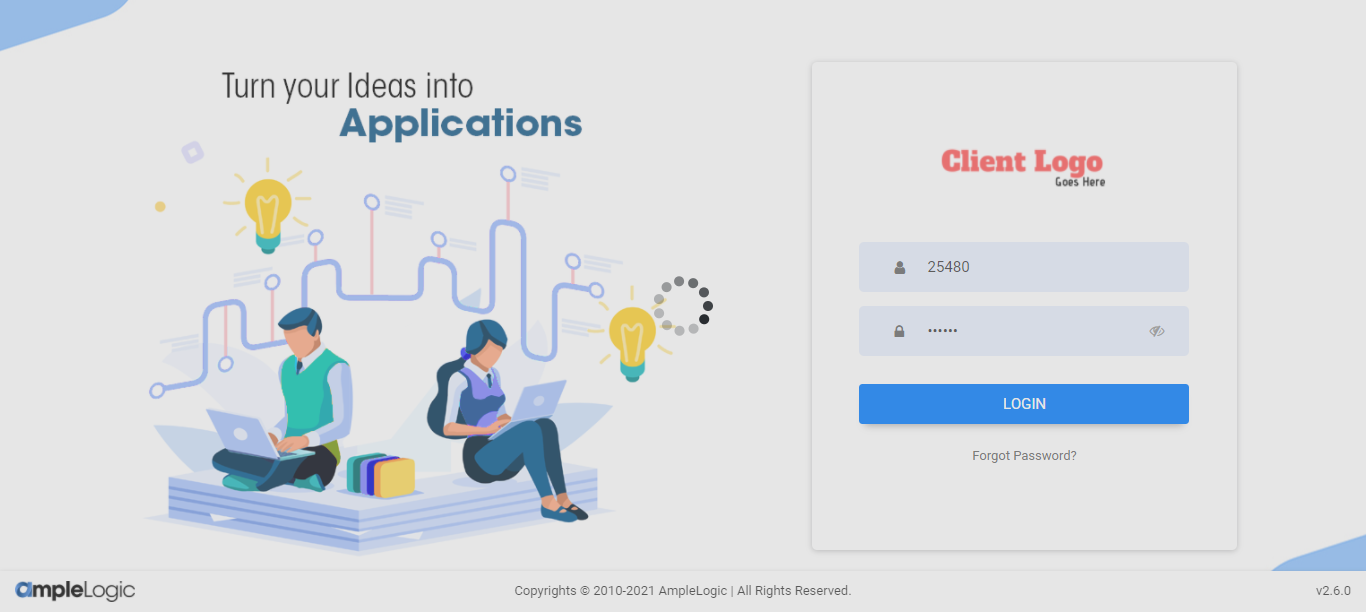 Turn your Ideas into
Applications
Client Logo
Goes Here
25480
••••••
LOGIN
Forgot Password?
ampleLogic
Copyrights © 2010-2021 AmpleLogic | All Rights Reserved.
v2.6.0